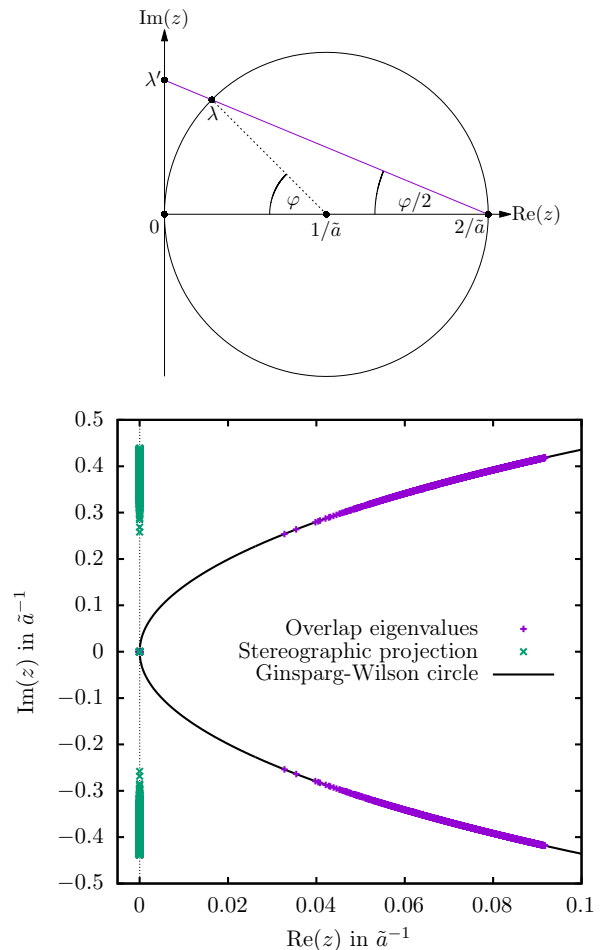 Im(z)
λ′
λ
φ
φ/2
0
1/ã
2/ã
Re(z)
0.5
0.4
0.3
0.2
0.1
0
−0.1
−0.2
−0.3
−0.4
−0.5
Im(z) in ã⁻¹
Overlap eigenvalues
Stereographic projection
Ginsparg-Wilson circle
0 0.02 0.04 0.06 0.08 0.1
Re(z) in ã⁻¹